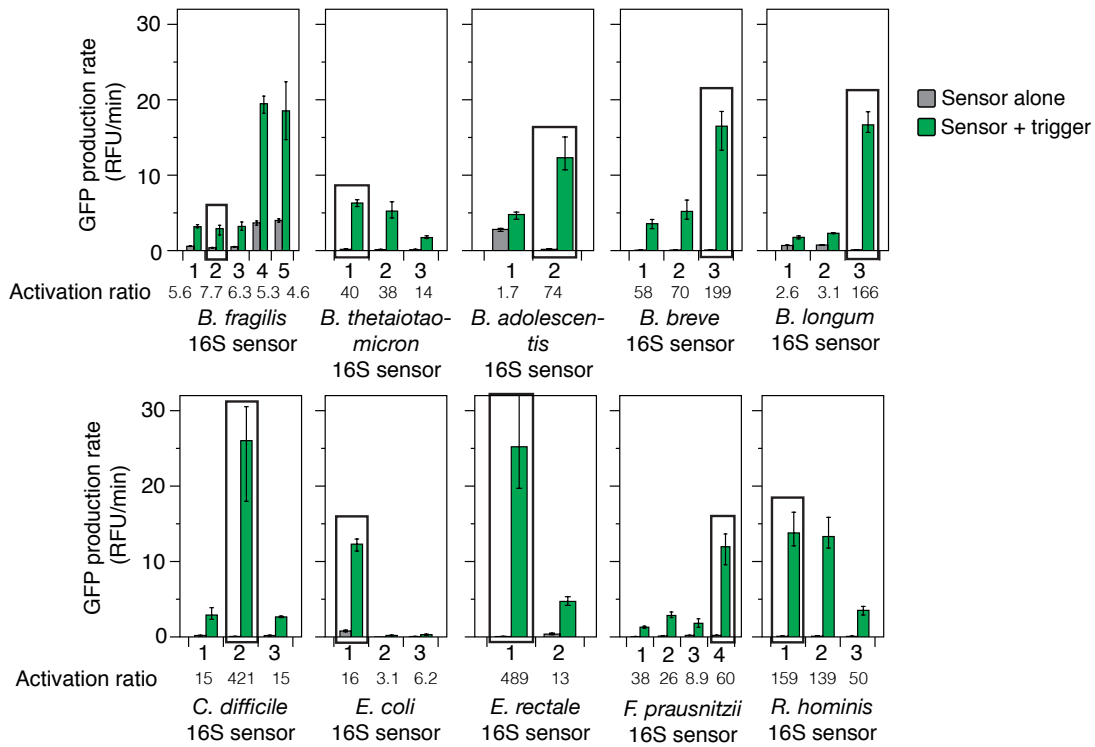 30
20
10
0
GFP production rate
(RFU/min)
Sensor alone
Sensor + trigger
1 2 3 4 5
1 2 3
1 2
1 2 3
1 2 3
Activation ratio
5.6 7.7 6.3 5.3 4.6
40 38 14
1.7 74
58 70 199
2.6 3.1 166
B. fragilis
16S sensor
B. thetaiotao-
micron
16S sensor
B. adolescen-
tis
16S sensor
B. breve
16S sensor
B. longum
16S sensor
30
20
10
0
GFP production rate
(RFU/min)
1 2 3
1 2 3
1 2
1 2 3 4
1 2 3
Activation ratio
15 421 15
16 3.1 6.2
489 13
38 26 8.9 60
159 139 50
C. difficile
16S sensor
E. coli
16S sensor
E. rectale
16S sensor
F. prausnitzii
16S sensor
R. hominis
16S sensor